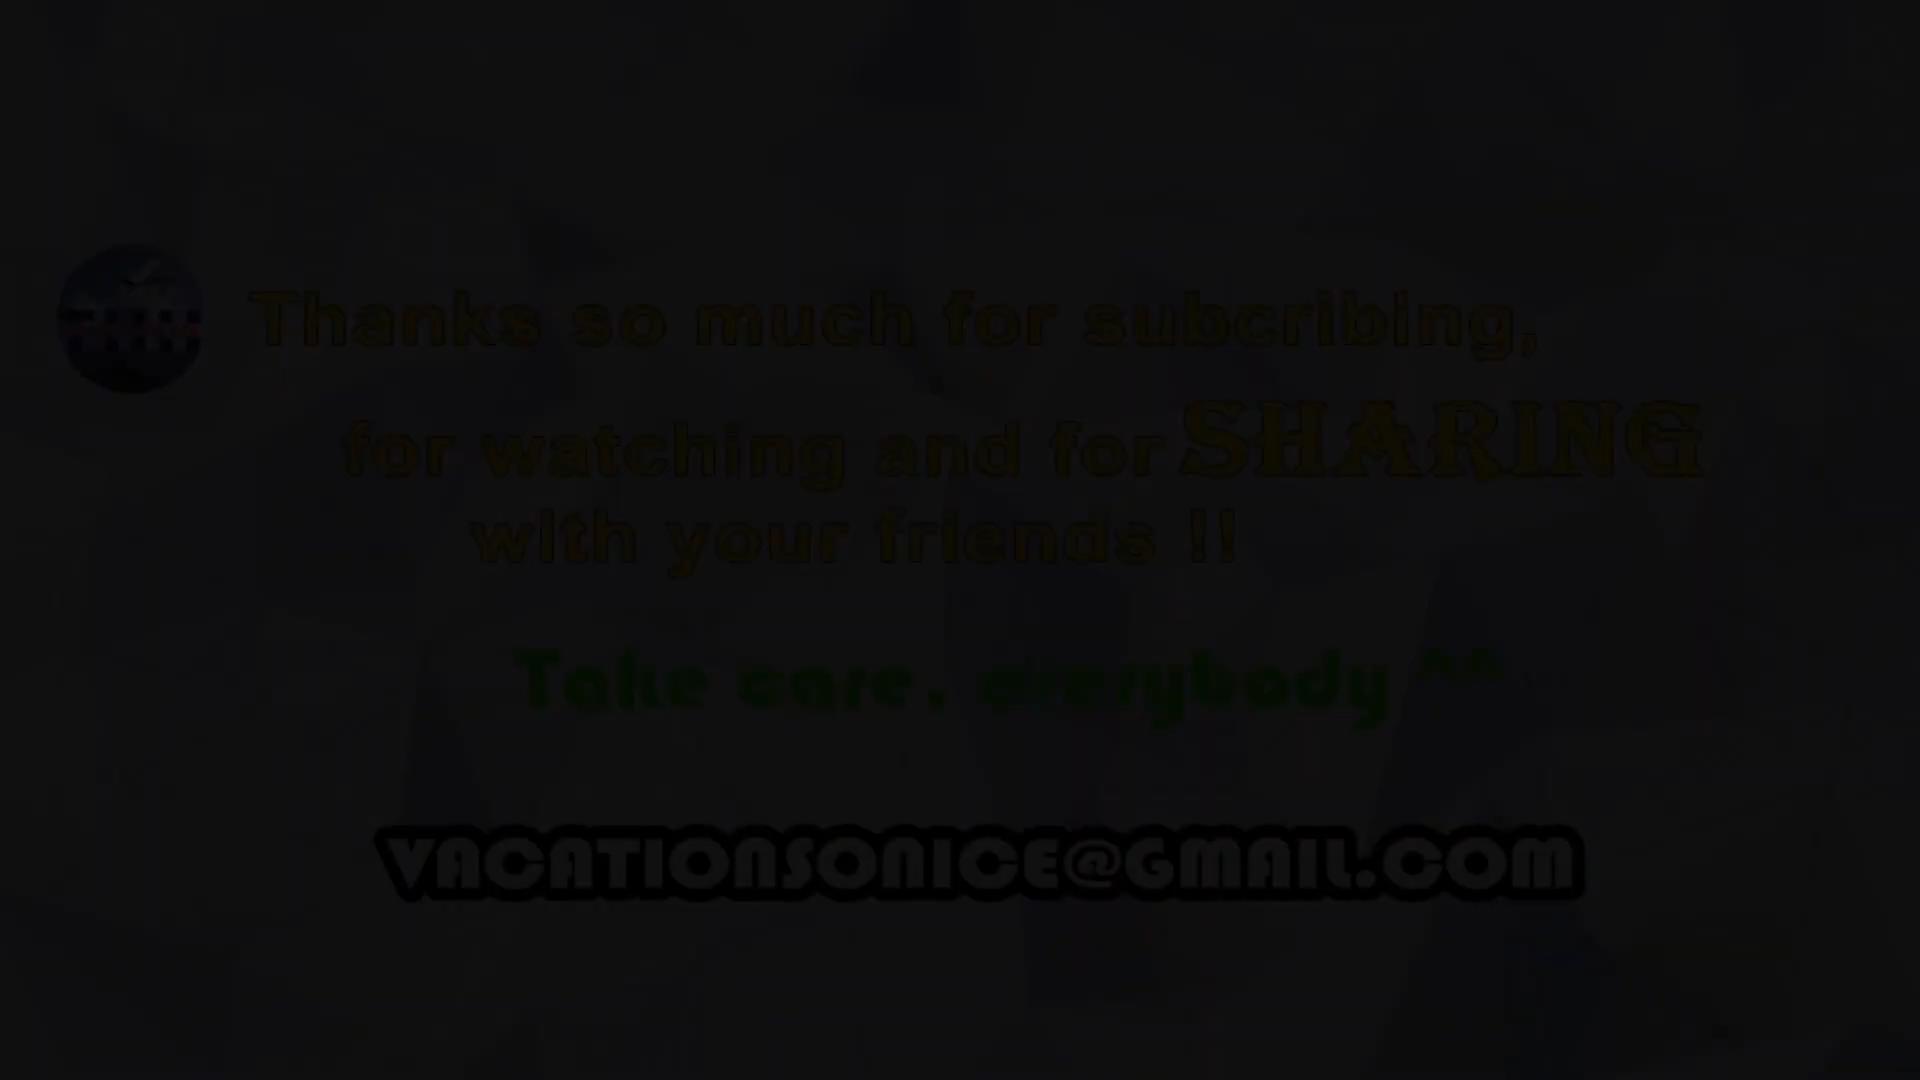 Thanks so much for subcribing,
for watching and for SHARING
with your friends !!
Take care, everybody ^^
VACATIONSONICE@GMAIL.COM